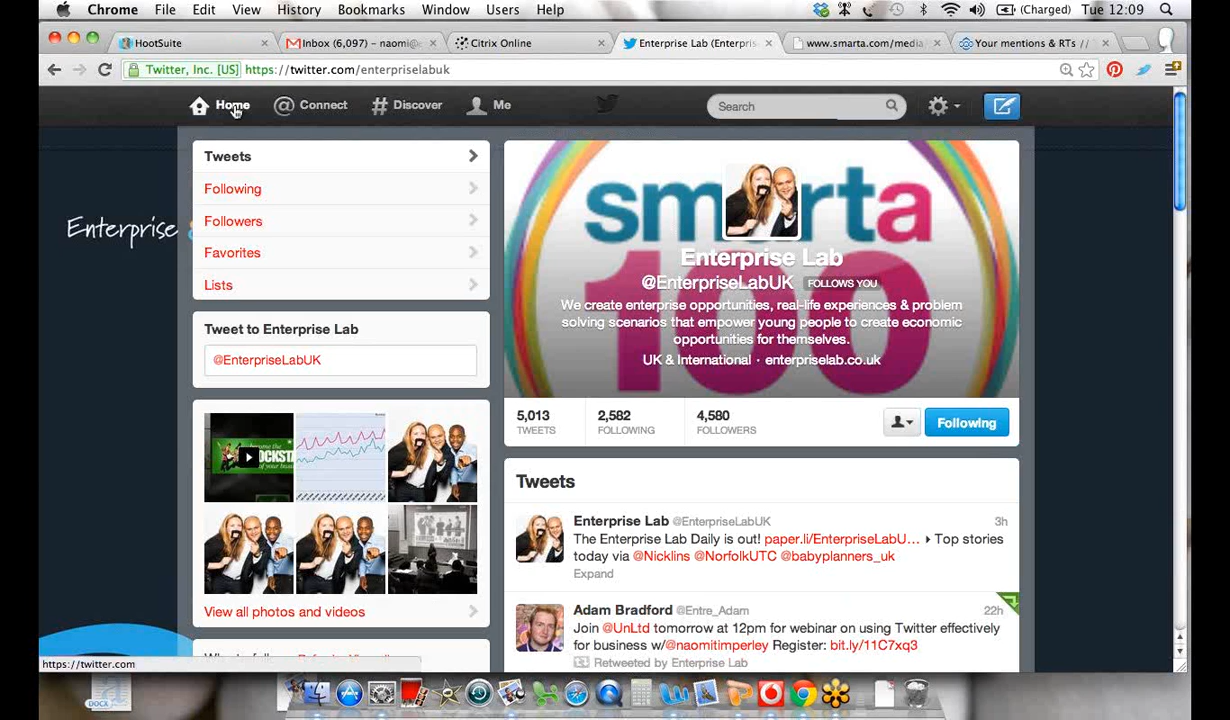 Chrome File Edit View History Bookmarks Window Users Help (Charged) Tue 12:09
HootSuite Inbox (6,097) – naomi@e Citrix Online Enterprise Lab (Enterpris www.smarta.com/media Your mentions & RTs //
Twitter, Inc. [US] https://twitter.com/enterpriselabuk
Home Connect Discover Me Search
Enterprise
Tweets
Following
Followers
Favorites
Lists
Tweet to Enterprise Lab
@EnterpriseLabUK
View all photos and videos
smarta
100
Enterprise Lab
@EnterpriseLabUK FOLLOWS YOU
We create enterprise opportunities, real-life experiences & problem
solving scenarios that empower young people to create economic
opportunities for themselves.
UK & International · enterpriselab.co.uk
5,013 2,582 4,580
TWEETS FOLLOWING FOLLOWERS
Following
Tweets
Enterprise Lab @EnterpriseLabUK 3h
The Enterprise Lab Daily is out! paper.li/EnterpriseLabU… ▸ Top stories
today via @Nicklins @NorfolkUTC @babyplanners_uk
Expand
Adam Bradford @Entre_Adam 22h
Join @UnLtd tomorrow at 12pm for webinar on using Twitter effectively
for business w/@naomitimperley Register: bit.ly/11C7xq3
Retweeted by Enterprise Lab
https://twitter.com
DOCX